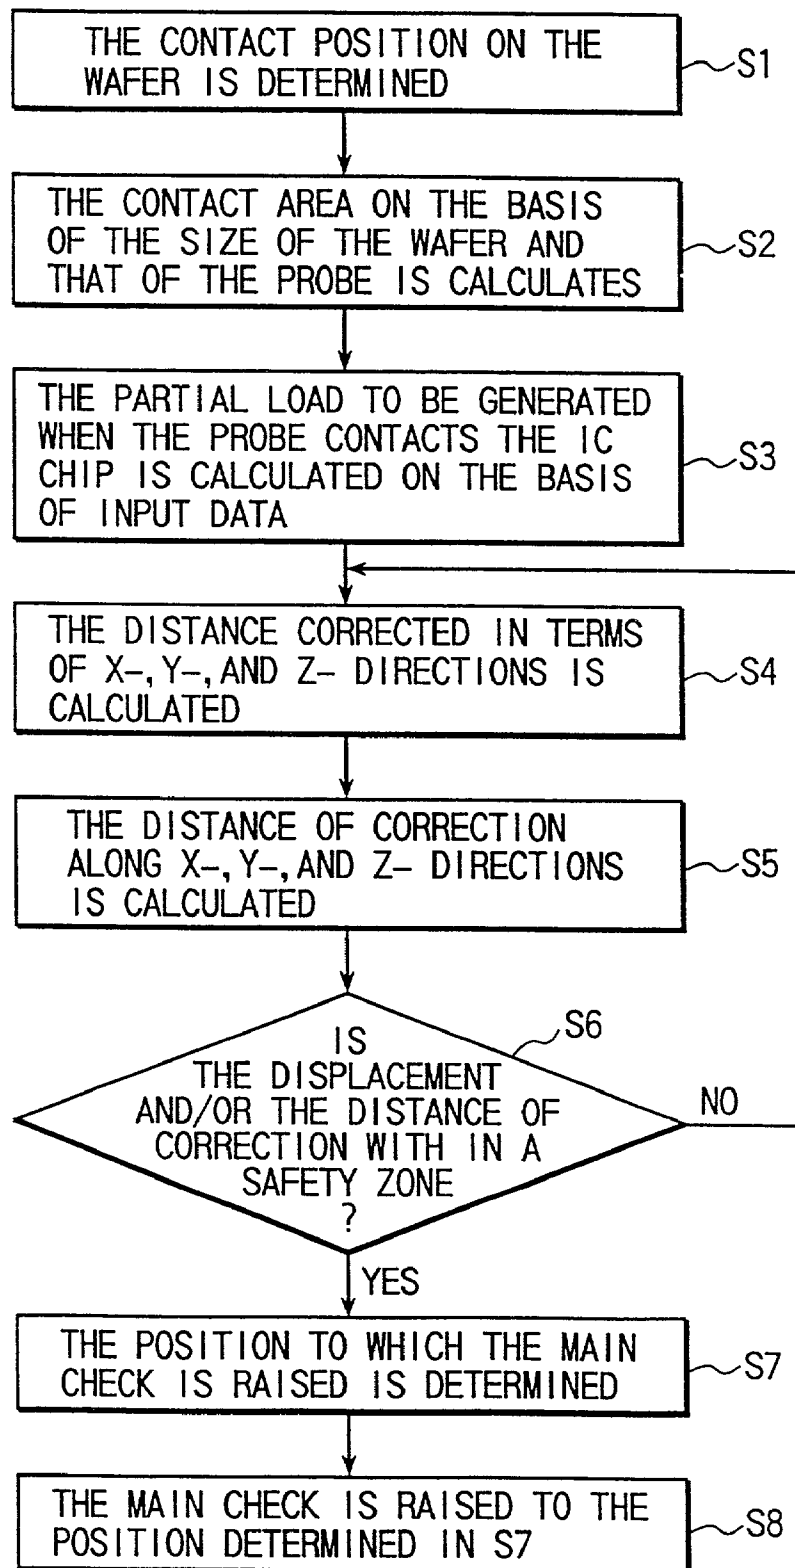 THE CONTACT POSITION ON THE
WAFER IS DETERMINED
S1
THE CONTACT AREA ON THE BASIS
OF THE SIZE OF THE WAFER AND
THAT OF THE PROBE IS CALCULATES
S2
THE PARTIAL LOAD TO BE GENERATED
WHEN THE PROBE CONTACTS THE IC
CHIP IS CALCULATED ON THE BASIS
OF INPUT DATA
S3
THE DISTANCE CORRECTED IN TERMS
OF X-, Y-, AND Z- DIRECTIONS IS
CALCULATED
S4
THE DISTANCE OF CORRECTION
ALONG X-, Y-, AND Z- DIRECTIONS
IS CALCULATED
S5
IS
THE DISPLACEMENT
AND/OR THE DISTANCE OF
CORRECTION WITH IN A
SAFETY ZONE
?
S6
NO
YES
THE POSITION TO WHICH THE MAIN
CHECK IS RAISED IS DETERMINED
S7
THE MAIN CHECK IS RAISED TO THE
POSITION DETERMINED IN S7
S8